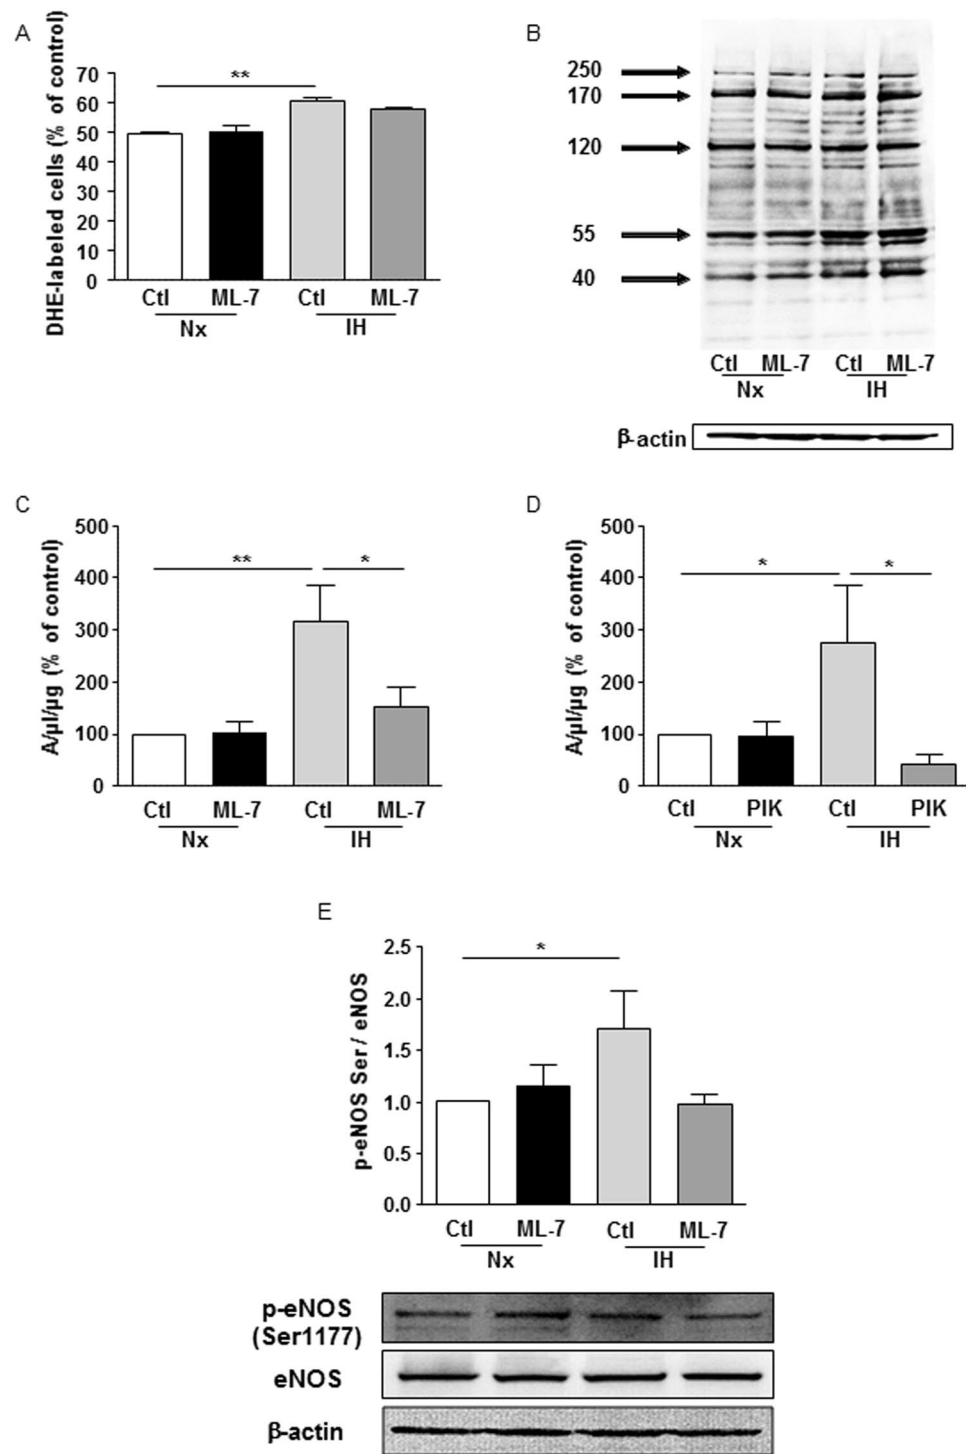 A
DHE-labeled cells (% of control)
70
60
50
40
30
20
10
0
**
Ctl ML-7 Ctl ML-7
Nx IH
B
250
170
120
55
40
Ctl ML-7 Ctl ML-7
Nx IH
β-actin
C
A/µl/µg (% of control)
500
400
300
200
100
0
** *
Ctl ML-7 Ctl ML-7
Nx IH
D
A/µl/µg (% of control)
500
400
300
200
100
0
* *
Ctl PIK Ctl PIK
Nx IH
E
p-eNOS Ser / eNOS
2.5
2.0
1.5
1.0
0.5
0.0
*
Ctl ML-7 Ctl ML-7
Nx IH
p-eNOS
(Ser1177)
eNOS
β-actin